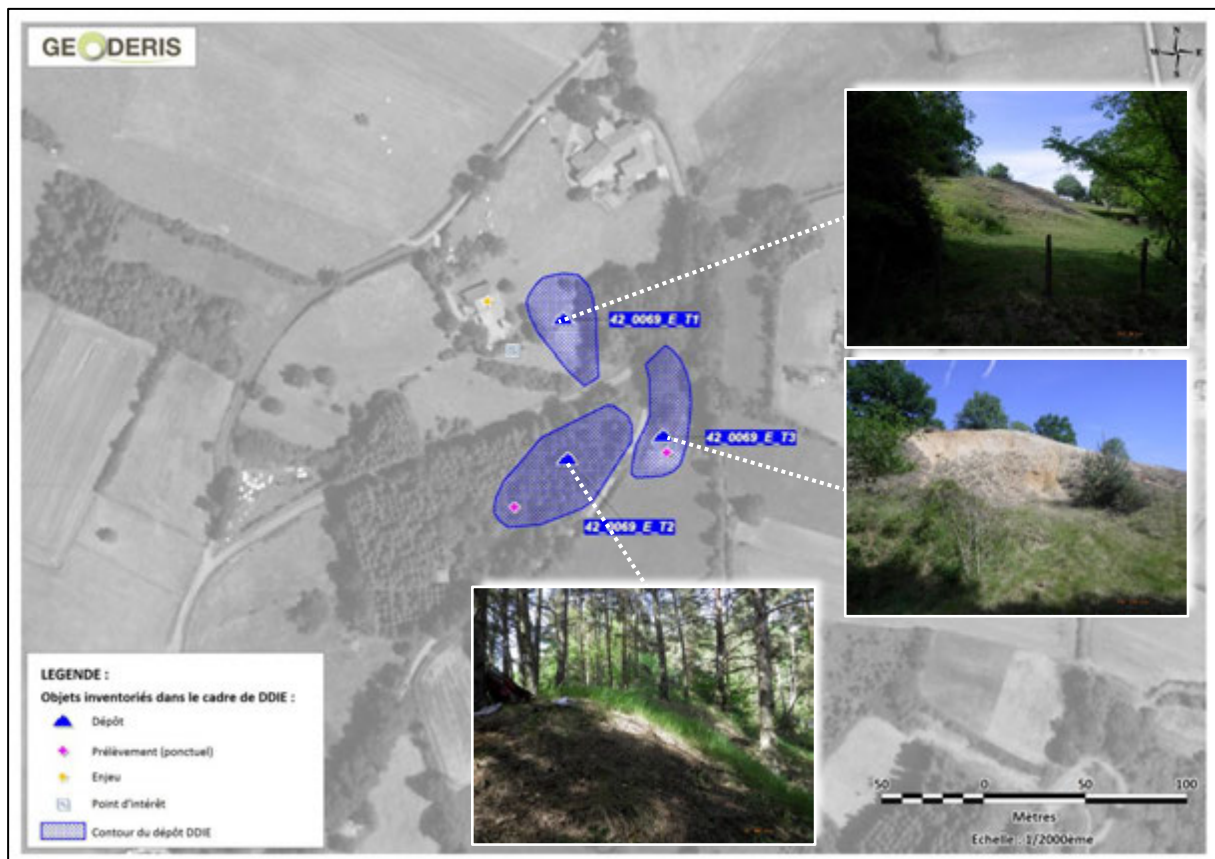 GEODERIS
N
W E
S
42_0069_E_T1
42_0069_E_T3
42_0069_E_T2
LEGENDE :
Objets inventoriés dans le cadre de DDIE :
Dépôt
Prélèvement (ponctuel)
Enjeu
Point d'intérêt
Contour du dépôt DDIE
50 0 50 100
Mètres
Echelle : 1/2000ème